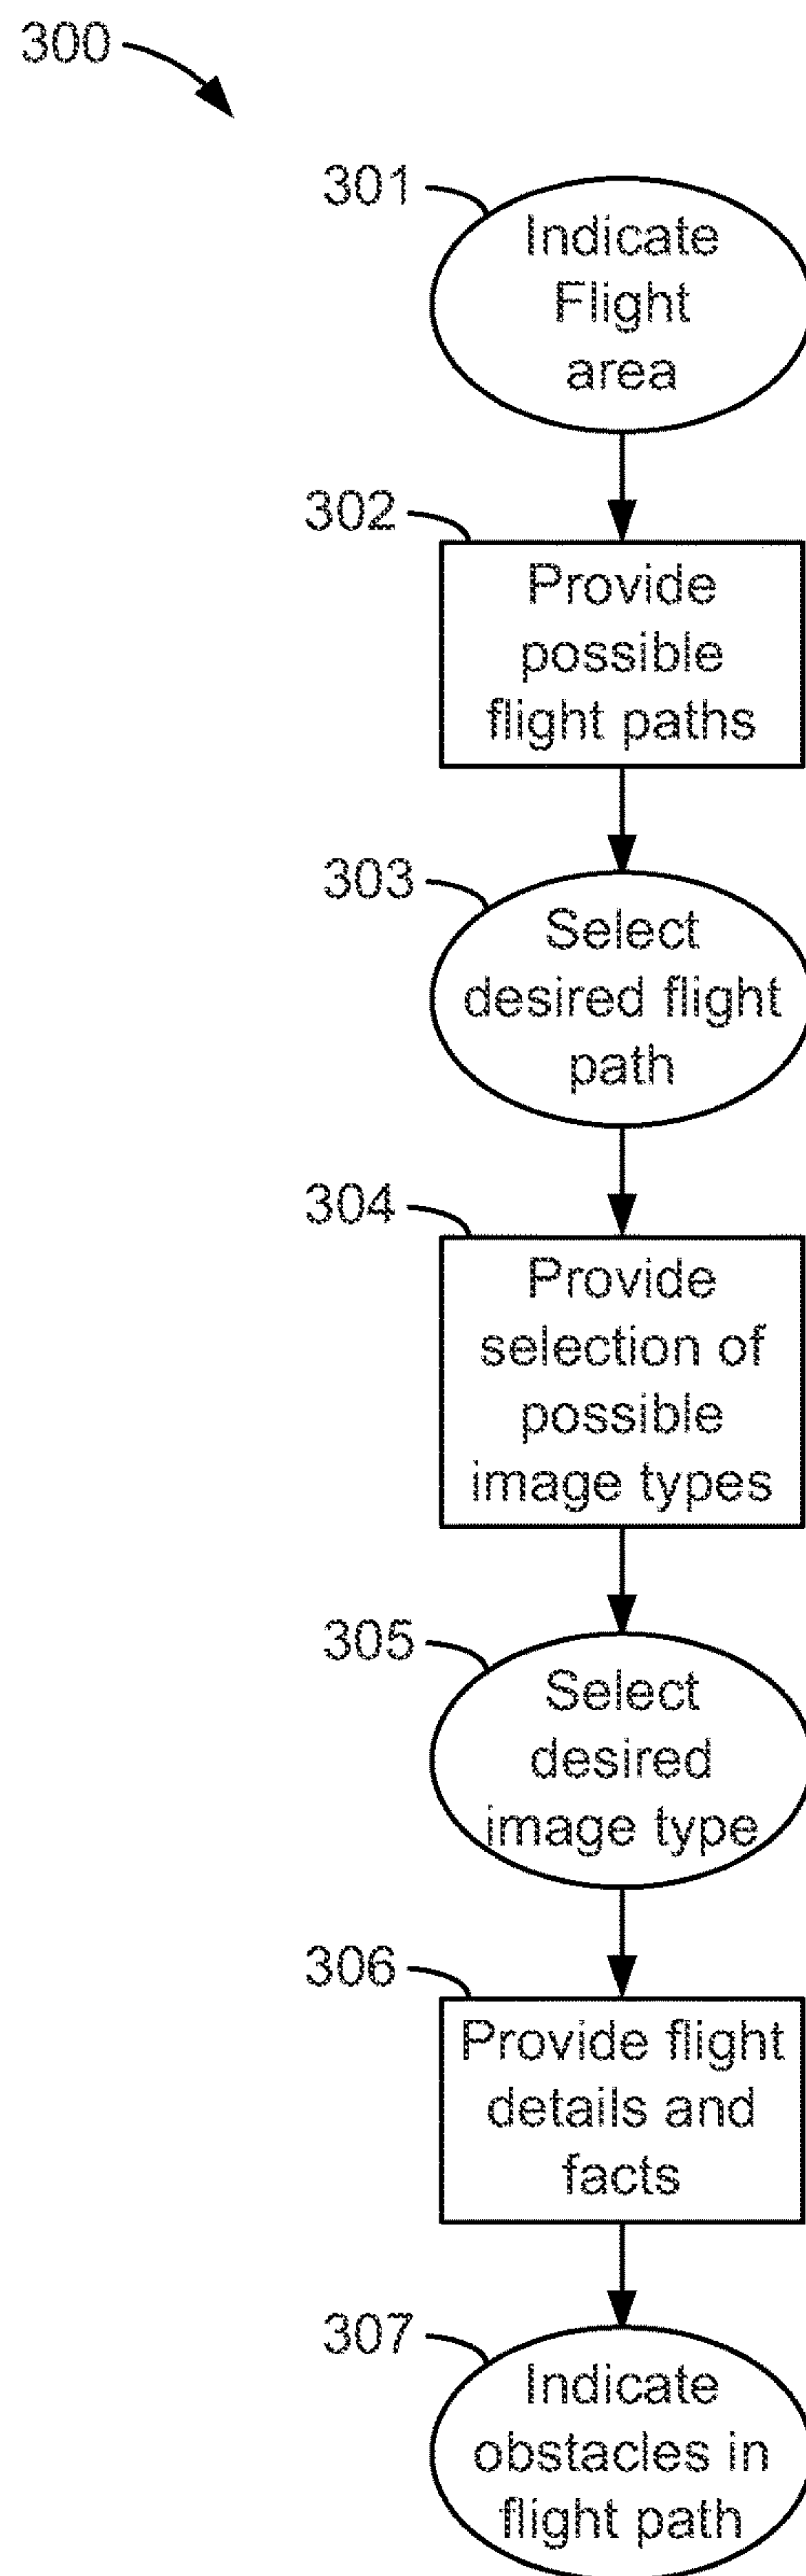 300
301
Indicate
Flight
area
302
Provide
possible
flight paths
303
Select
desired flight
path
304
Provide
selection of
possible
image types
305
Select
desired
image type
306
Provide flight
details and
facts
307
Indicate
obstacles in
flight path